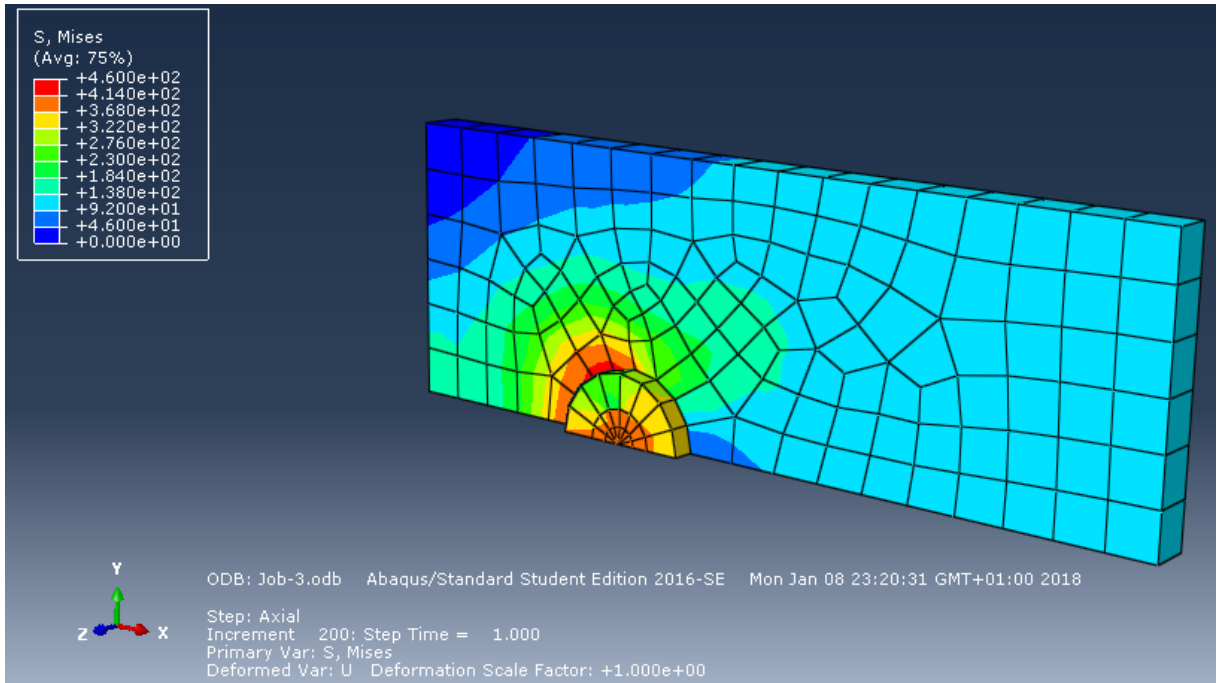 S, Mises
(Avg: 75%)
+4.600e+02
+4.140e+02
+3.680e+02
+3.220e+02
+2.760e+02
+2.300e+02
+1.840e+02
+1.380e+02
+9.200e+01
+4.600e+01
+0.000e+00
Y
Z X
ODB: Job-3.odb    Abaqus/Standard Student Edition 2016-SE    Mon Jan 08 23:20:31 GMT+01:00 2018
Step: Axial
Increment    200: Step Time =    1.000
Primary Var: S, Mises
Deformed Var: U   Deformation Scale Factor: +1.000e+00